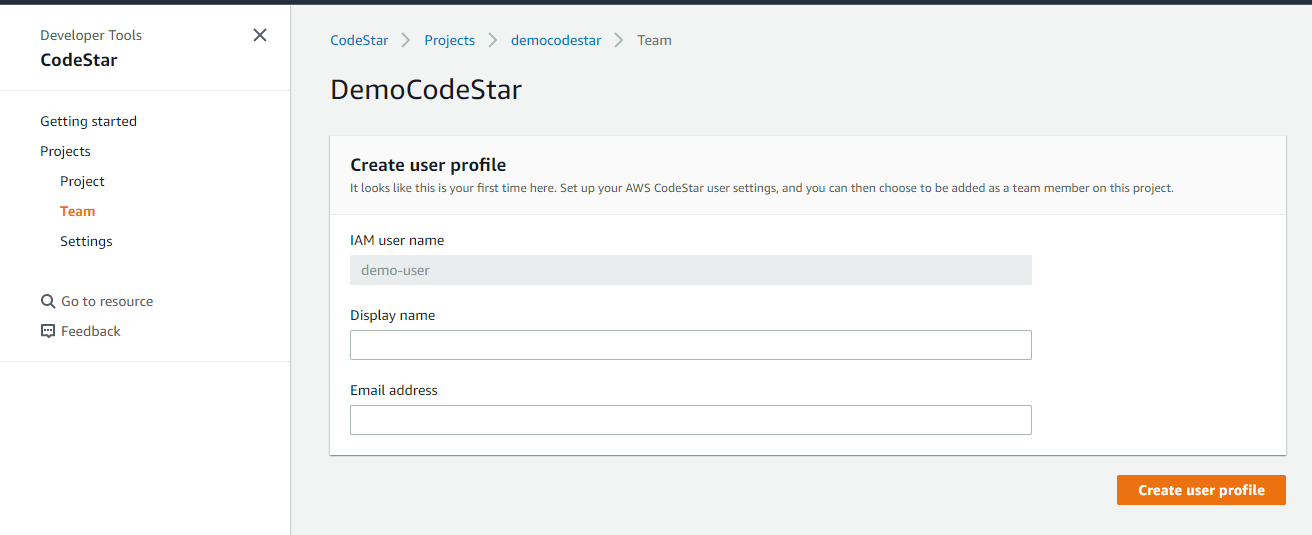 Developer Tools
CodeStar
Getting started
Projects
Project
Team
Settings
Go to resource
Feedback
CodeStar > Projects > democodestar > Team
DemoCodeStar
Create user profile
It looks like this is your first time here. Set up your AWS CodeStar user settings, and you can then choose to be added as a team member on this project.
IAM user name
demo-user
Display name
Email address
Create user profile